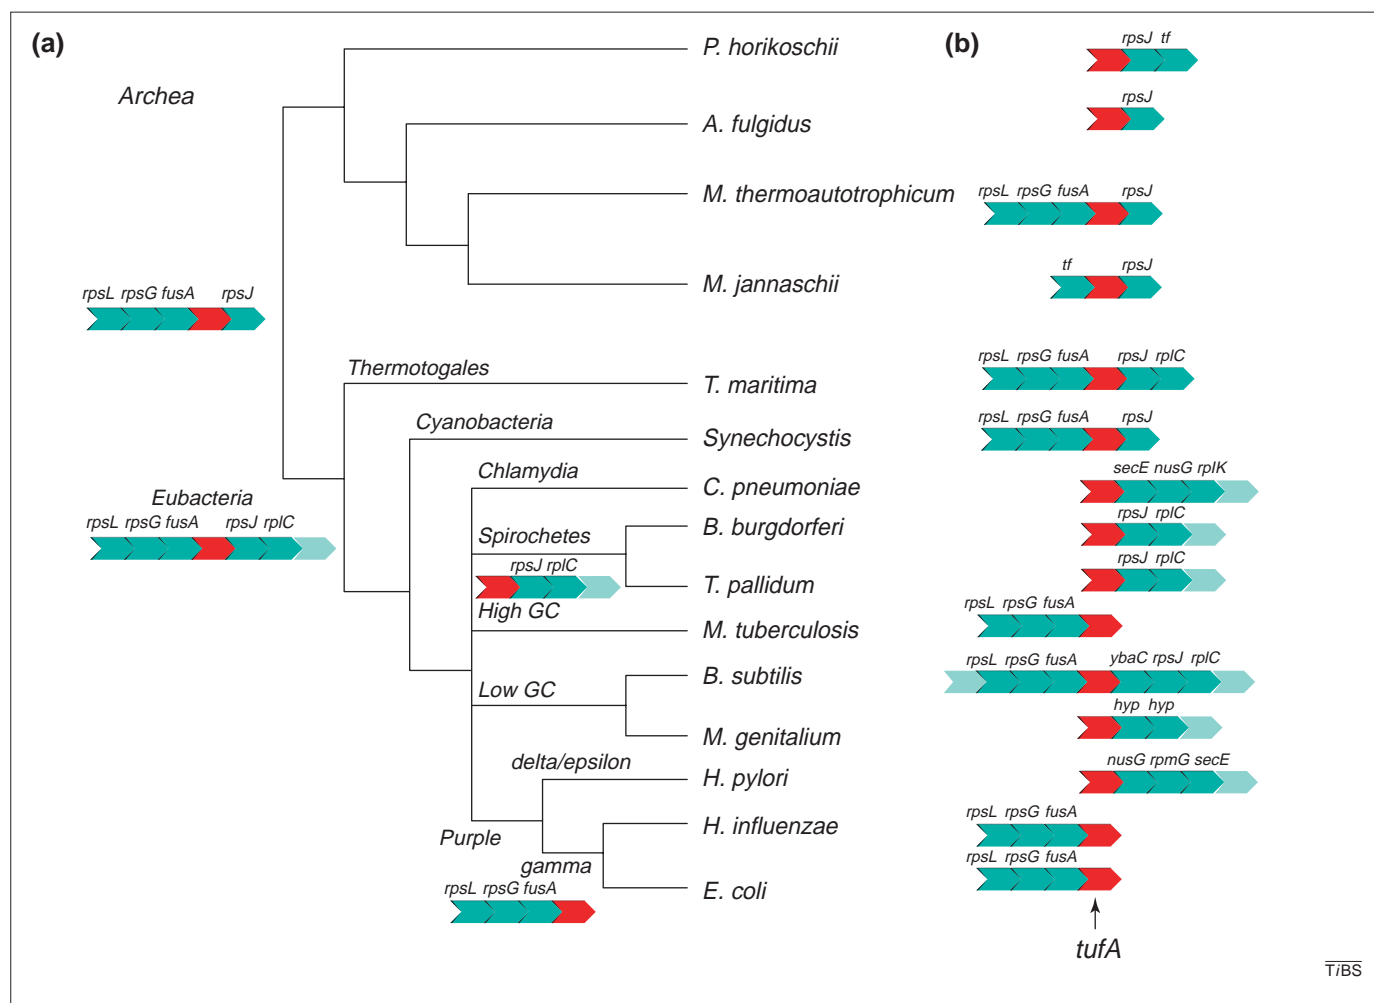 (a)
(b)
Archea
P. horikoschii
rpsJ tf
A. fulgidus
rpsJ
M. thermoautotrophicum
rpsL rpsG fusA rpsJ
M. jannaschii
tf rpsJ
rpsL rpsG fusA rpsJ
Thermotogales
T. maritima
rpsL rpsG fusA rpsJ rplC
Cyanobacteria
Synechocystis
rpsL rpsG fusA rpsJ
Chlamydia
C. pneumoniae
secE nusG rplK
Eubacteria
rpsL rpsG fusA rpsJ rplC
Spirochetes
B. burgdorferi
rpsJ rplC
rpsJ rplC
T. pallidum
rpsJ rplC
High GC
M. tuberculosis
rpsL rpsG fusA
Low GC
B. subtilis
rpsL rpsG fusA ybaC rpsJ rplC
M. genitalium
hyp hyp
delta/epsilon
H. pylori
nusG rpmG secE
Purple
H. influenzae
rpsL rpsG fusA
gamma
E. coli
rpsL rpsG fusA
rpsL rpsG fusA
tufA
TiBS